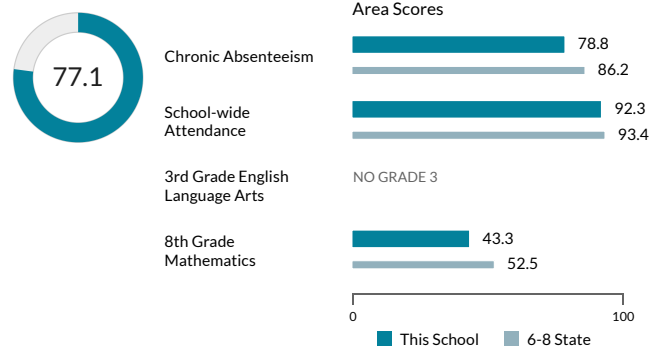 Area Scores
77.1
Chronic Absenteeism
78.8
86.2
School-wide
Attendance
92.3
93.4
3rd Grade English
Language Arts
NO GRADE 3
8th Grade
Mathematics
43.3
52.5
0
100
This School
6-8 State